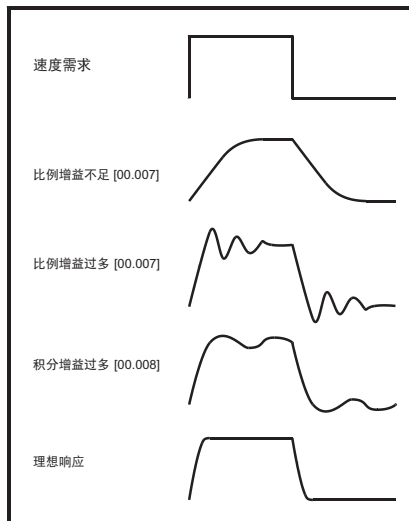 速度需求
比例增益不足 [00.007]
比例增益过多 [00.007]
积分增益过多 [00.008]
理想响应